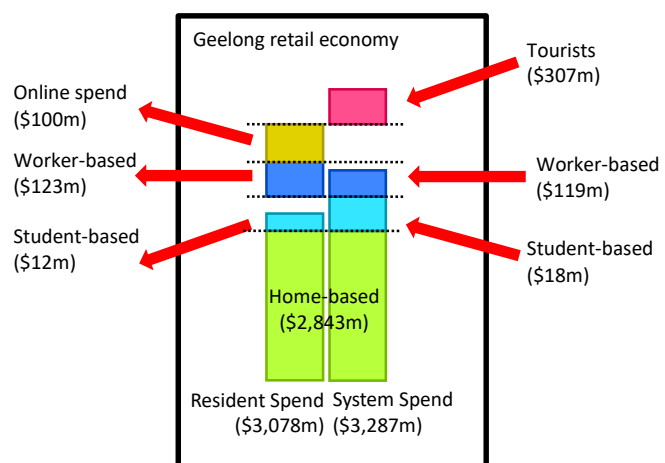 Geelong retail economy
Tourists
($307m)
Online spend
($100m)
Worker-based
($123m)
Worker-based
($119m)
Student-based
($12m)
Student-based
($18m)
Home-based
($2,843m)
Resident Spend
($3,078m)
System Spend
($3,287m)